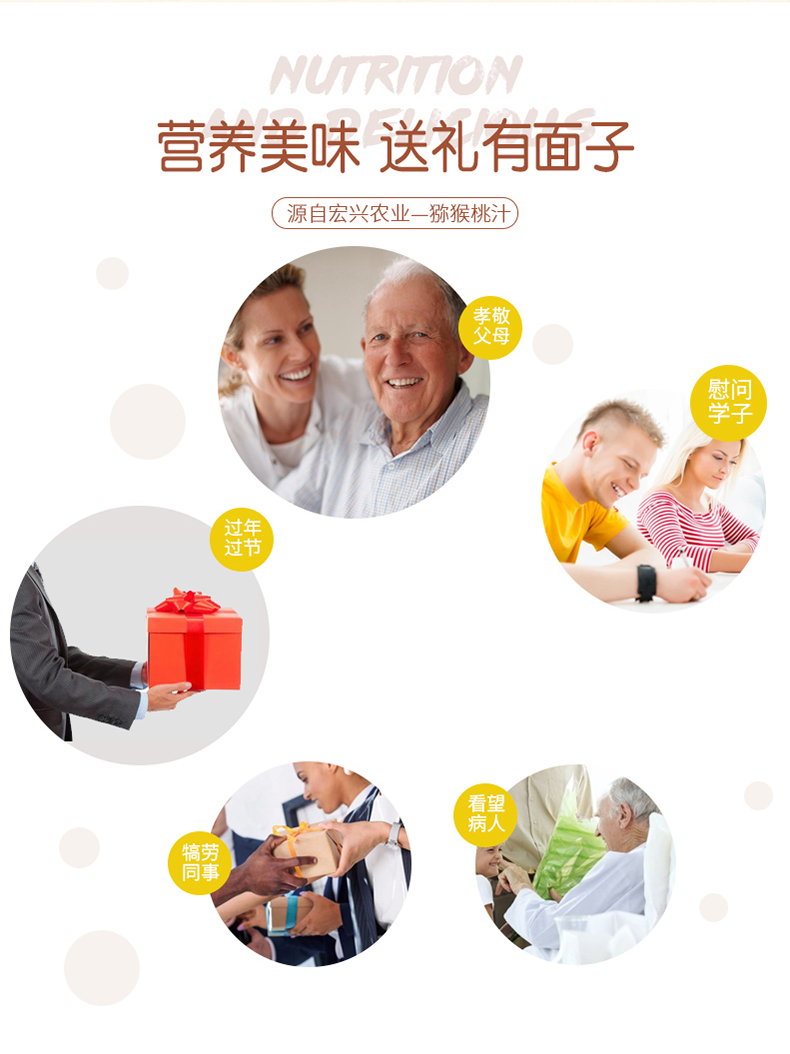 NUTRITION
AND DELICIOUS
营养美味 送礼有面子
源自宏兴农业—猕猴桃汁
孝敬
父母
慰问
学子
过年
过节
犒劳
同事
看望
病人